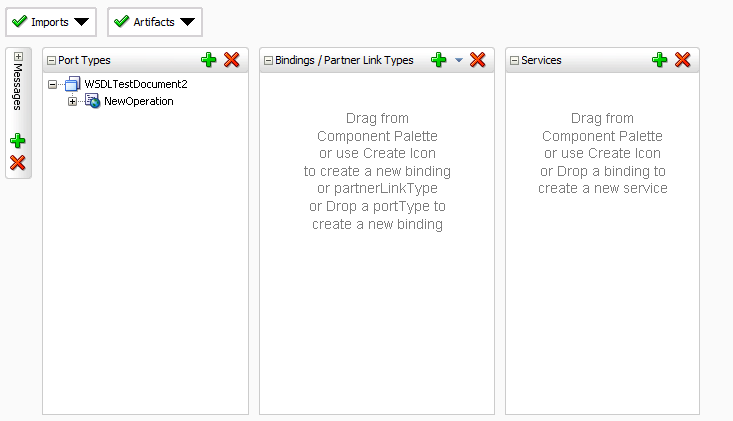 Imports
Artifacts
Messages
Port Types
WSDLTestDocument2
NewOperation
Bindings / Partner Link Types
Drag from
Component Palette
or use Create Icon
to create a new binding
or partnerLinkType
or Drop a portType to
create a new binding
Services
Drag from
Component Palette
or use Create Icon
or Drop a binding to
create a new service